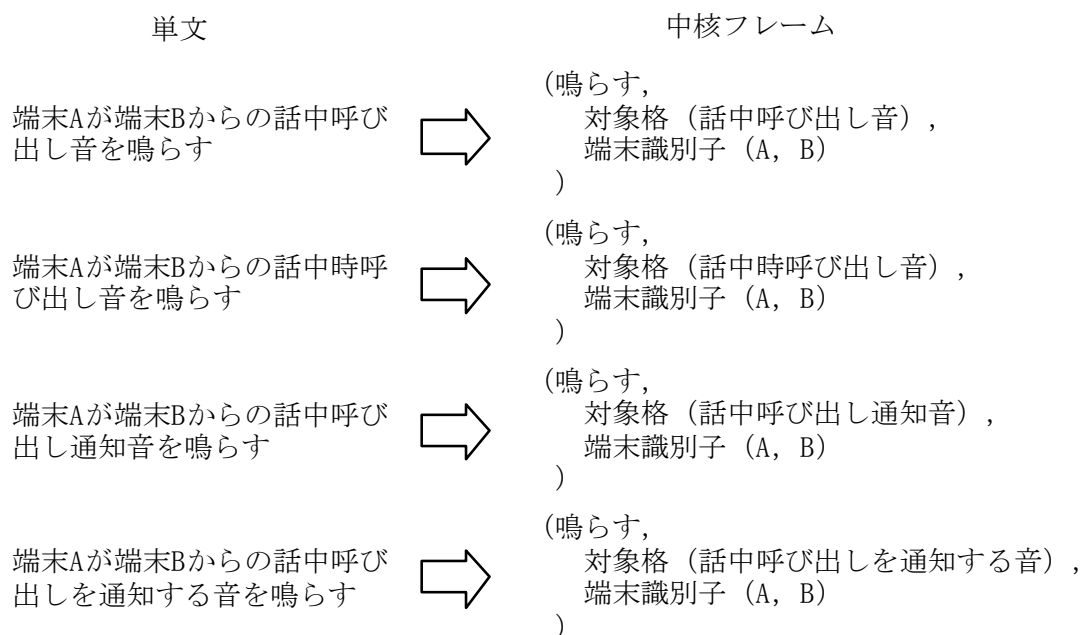 単文
中核フレーム
端末Aが端末Bからの話中呼び
出し音を鳴らす
(鳴らす,
対象格 (話中呼び出し音) ,
端末識別子 (A, B)
)
端末Aが端末Bからの話中時呼
び出し音を鳴らす
(鳴らす,
対象格 (話中時呼び出し音) ,
端末識別子 (A, B)
)
端末Aが端末Bからの話中呼び
出し通知音を鳴らす
(鳴らす,
対象格 (話中呼び出し通知音) ,
端末識別子 (A, B)
)
端末Aが端末Bからの話中呼び
出しを通知する音を鳴らす
(鳴らす,
対象格 (話中呼び出しを通知する音) ,
端末識別子 (A, B)
)